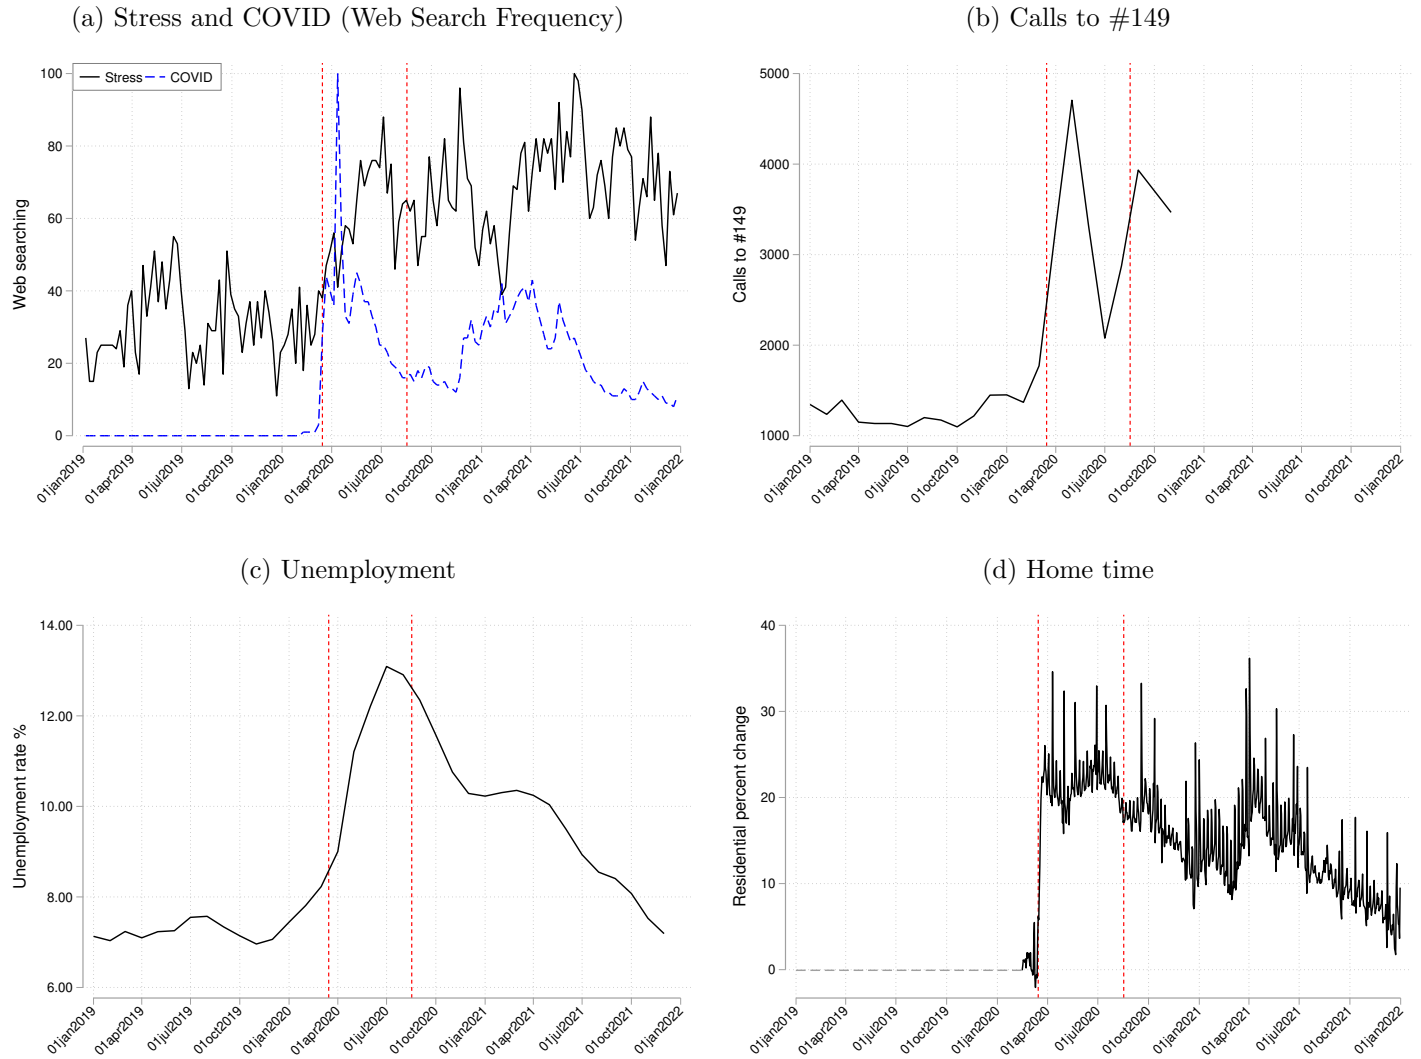 (a) Stress and COVID (Web Search Frequency)
Stress
COVID
Web searching
100
80
60
40
20
0
01jan2019
01apr2019
01jul2019
01oct2019
01jan2020
01apr2020
01jul2020
01oct2020
01jan2021
01apr2021
01jul2021
01oct2021
01jan2022
(b) Calls to #149
Calls to #149
5000
4000
3000
2000
1000
01jan2019
01apr2019
01jul2019
01oct2019
01jan2020
01apr2020
01jul2020
01oct2020
01jan2021
01apr2021
01jul2021
01oct2021
01jan2022
(c) Unemployment
Unemployment rate %
14.00
12.00
10.00
8.00
6.00
01jan2019
01apr2019
01jul2019
01oct2019
01jan2020
01apr2020
01jul2020
01oct2020
01jan2021
01apr2021
01jul2021
01oct2021
01jan2022
(d) Home time
Residential percent change
40
30
20
10
0
01jan2019
01apr2019
01jul2019
01oct2019
01jan2020
01apr2020
01jul2020
01oct2020
01jan2021
01apr2021
01jul2021
01oct2021
01jan2022